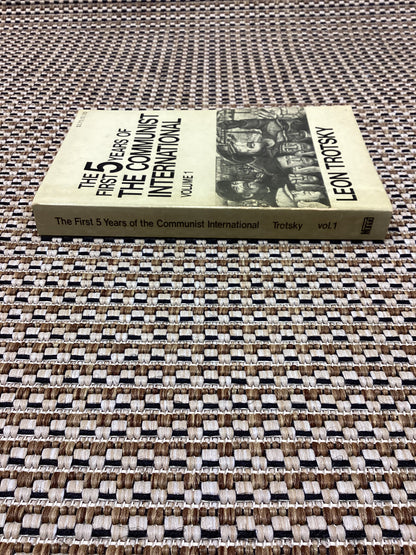 THE
FIRST 5 YEARS OF
THE COMMUNIST
INTERNATIONAL
VOLUME 1
LEON TROTSKY
The First 5 Years of the Communist International Trotsky vol.1